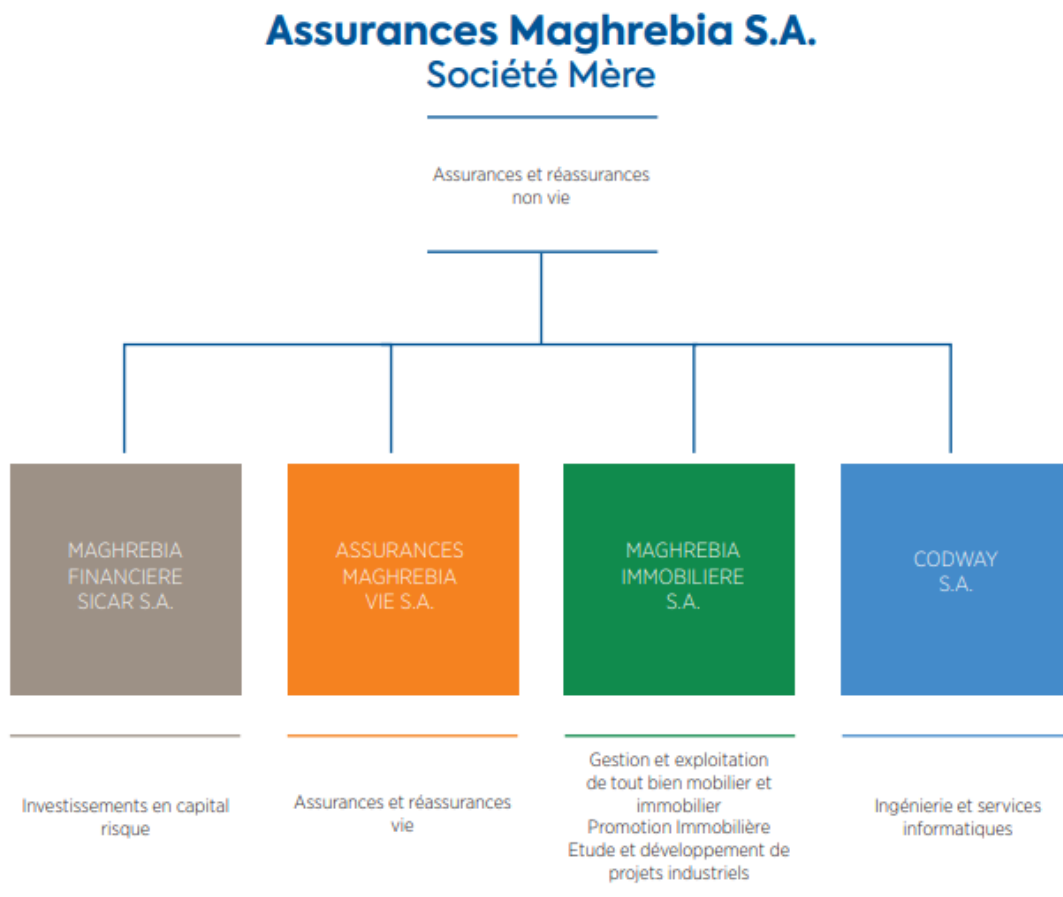 Assurances Maghrebia S.A.
Société Mère
Assurances et réassurances
non vie
MAGHREBIA
FINANCIERE
SICAR S.A.
ASSURANCES
MAGHREBIA
VIE S.A.
MAGHREBIA
IMMOBILIERE
S.A.
CODWAY
S.A.
Investissements en capital
risque
Assurances et réassurances
vie
Gestion et exploitation
de tout bien mobilier et
immobilier
Promotion Immobilière
Etude et développement de
projets industriels
Ingénierie et services
informatiques